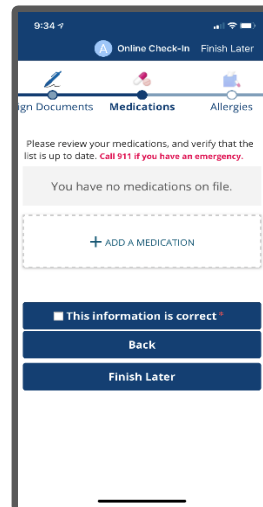 9:34
A Online Check-In Finish Later
ign Documents Medications Allergies
Please review your medications, and verify that the
list is up to date. Call 911 if you have an emergency.
You have no medications on file.
+ ADD A MEDICATION
This information is correct *
Back
Finish Later